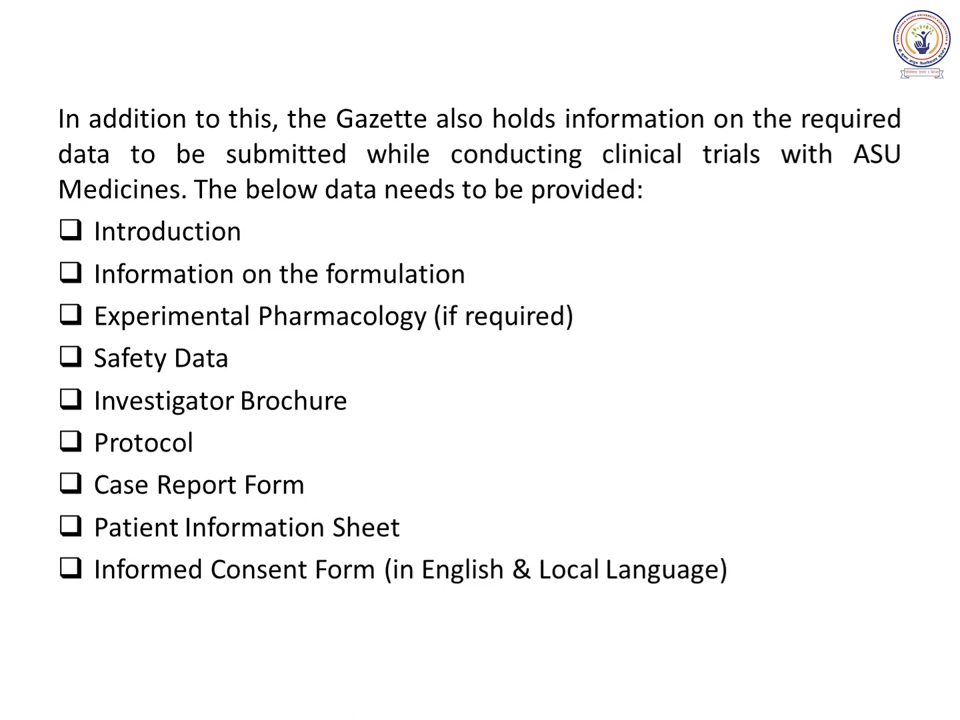 In addition to this, the Gazette also holds information on the required
data to be submitted while conducting clinical trials with ASU
Medicines. The below data needs to be provided:
❑ Introduction
❑ Information on the formulation
❑ Experimental Pharmacology (if required)
❑ Safety Data
❑ Investigator Brochure
❑ Protocol
❑ Case Report Form
❑ Patient Information Sheet
❑ Informed Consent Form (in English & Local Language)